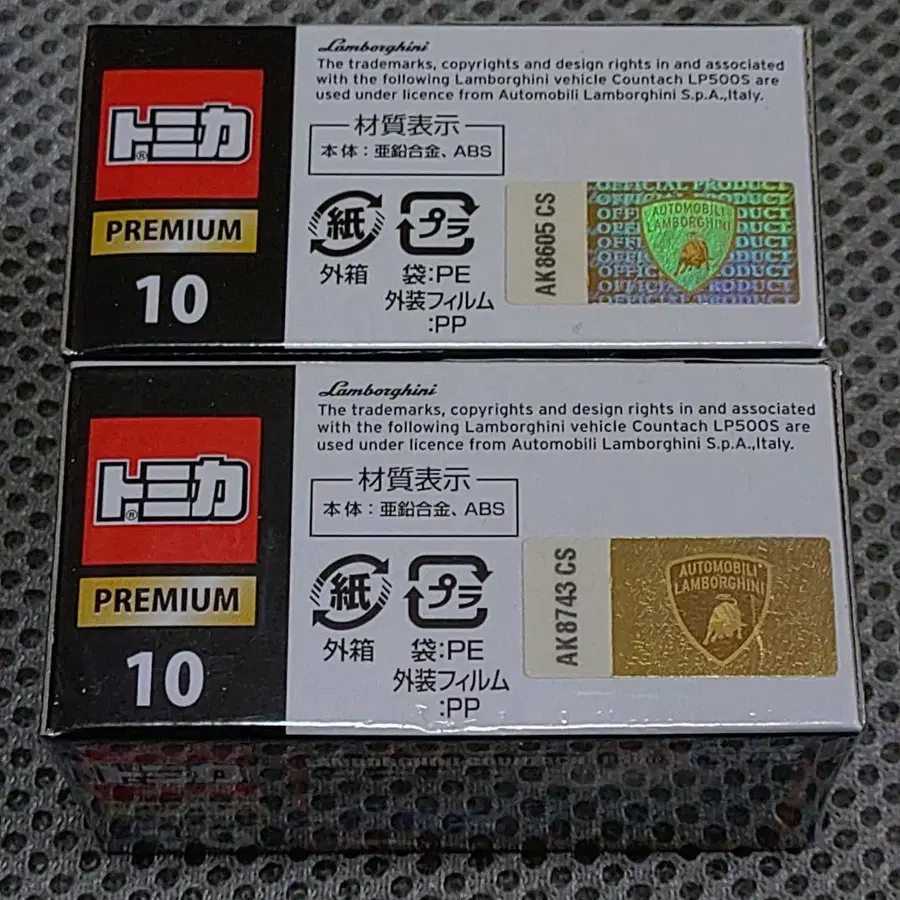 トミカ
®
PREMIUM
10
Lamborghini
The trademarks, copyrights and design rights in and associated
with the following Lamborghini vehicle Countach LP500S are
used under licence from Automobili Lamborghini S.p.A.,Italy.
材質表示
本体：亜鉛合金、ABS
紙
外箱
プラ
袋:PE
外装フィルム
:PP
AK8605 CS
OFFICIAL PRODUCT
AUTOMOBILI
LAMBORGHINI
トミカ
®
PREMIUM
10
Lamborghini
The trademarks, copyrights and design rights in and associated
with the following Lamborghini vehicle Countach LP500S are
used under licence from Automobili Lamborghini S.p.A.,Italy.
材質表示
本体：亜鉛合金、ABS
紙
外箱
プラ
袋:PE
外装フィルム
:PP
AK8743 CS
AUTOMOBILI
LAMBORGHINI
トミカ